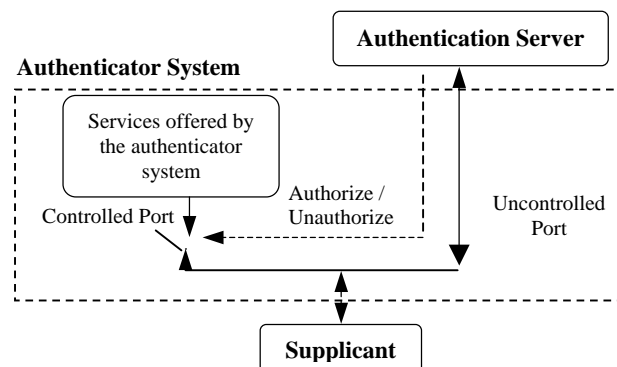 Authentication Server
Authenticator System
Services offered by
the authenticator
system
Authorize /
Unauthorize
Controlled Port
Uncontrolled
Port
Supplicant